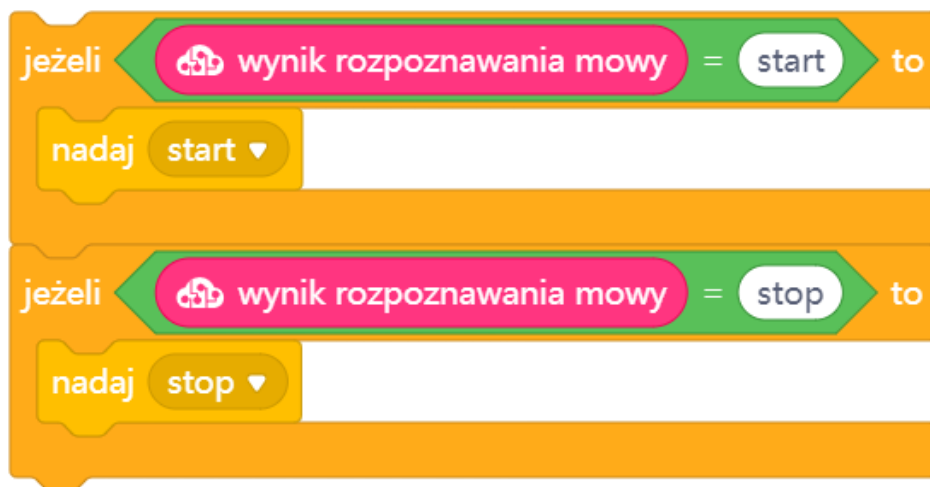 jeżeli wynik rozpoznawania mowy = start to
nadaj start
jeżeli wynik rozpoznawania mowy = stop to
nadaj stop